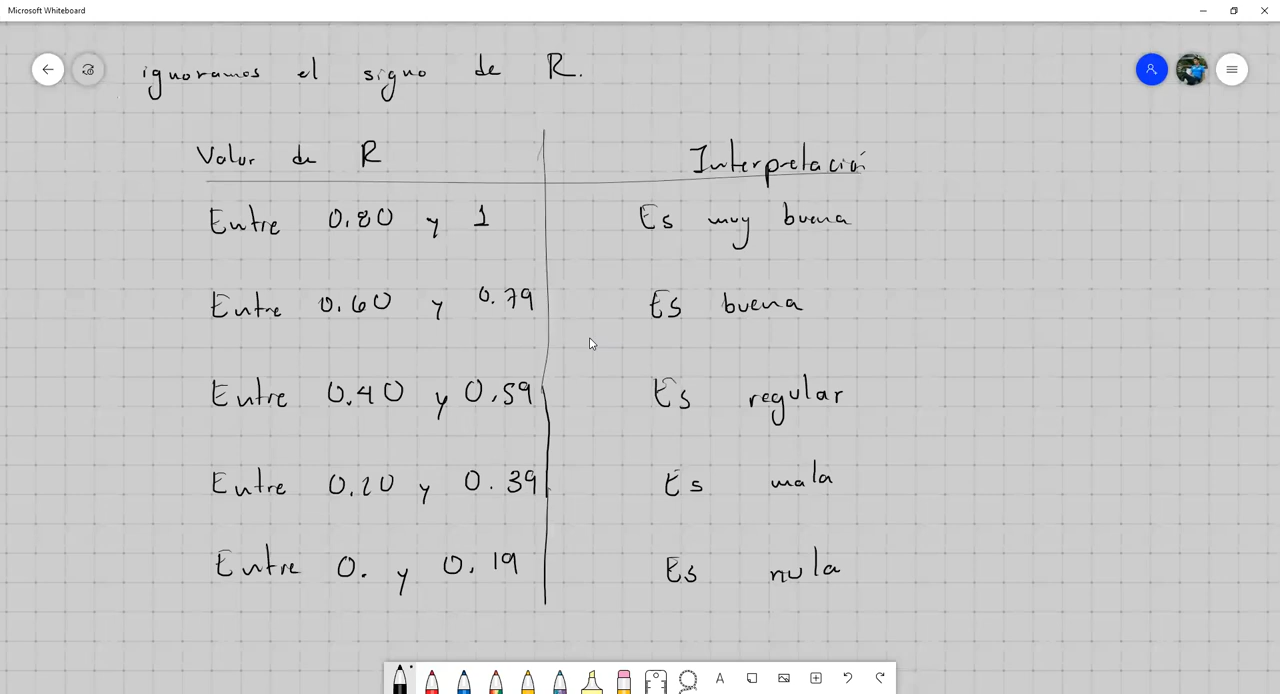 Microsoft Whiteboard
ignoramos el signo de R.
Valor de R Interpretación
Entre 0.80 y 1 Es muy buena
Entre 0.60 y 0.79 Es buena
Entre 0.40 y 0.59 Es regular
Entre 0.20 y 0.39 Es mala
Entre 0. y 0.19 Es nula
A